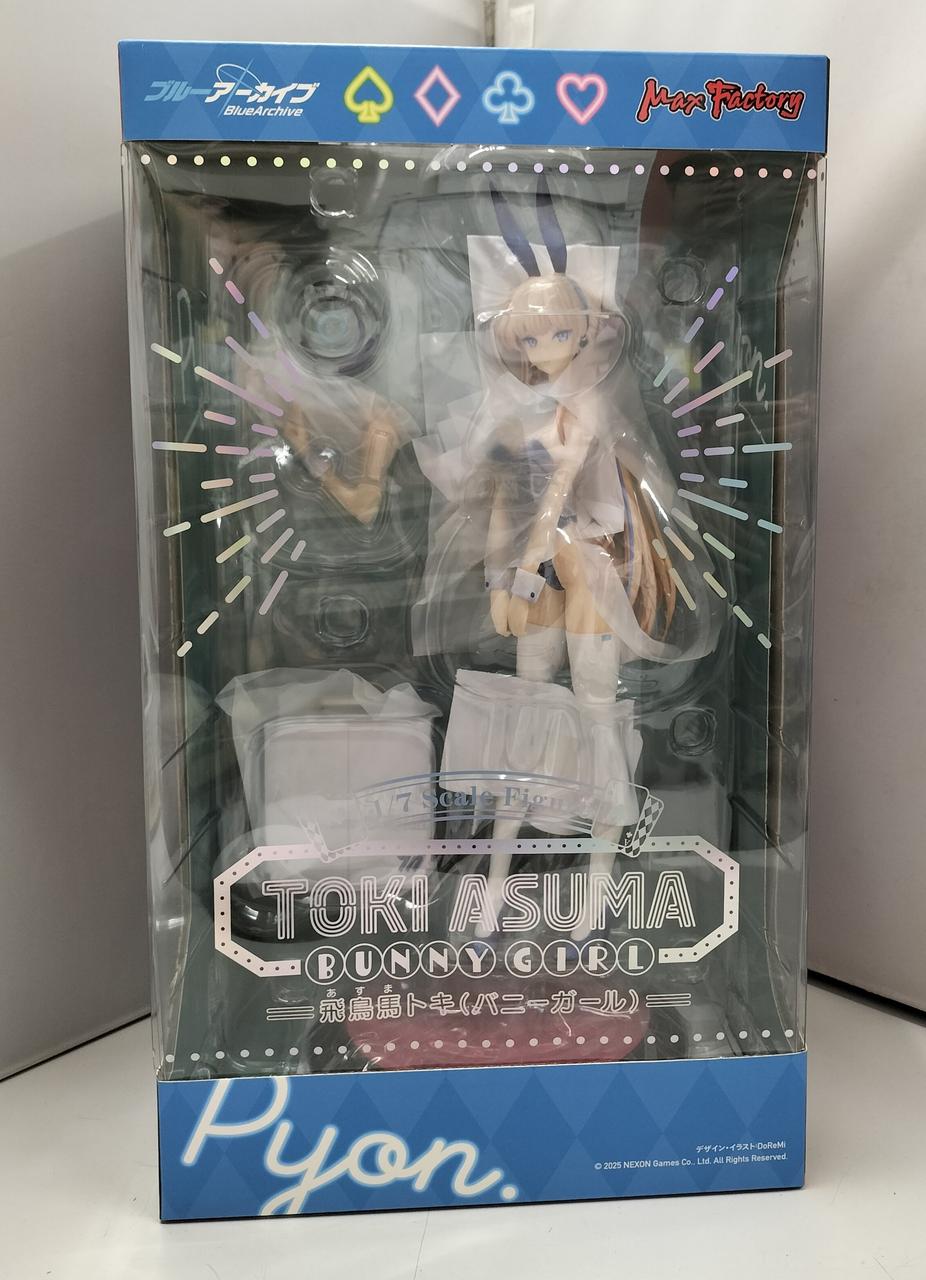 ブルーアーカイブ
BlueArchive
Max Factory
1/7 Scale Figure
TOKI ASUMA
BUNNY GIRL
あすま
飛鳥馬トキ(バニーガール)
Pyon.
デザイン・イラスト:DoReMi
© 2025 NEXON Games Co., Ltd. All Rights Reserved.